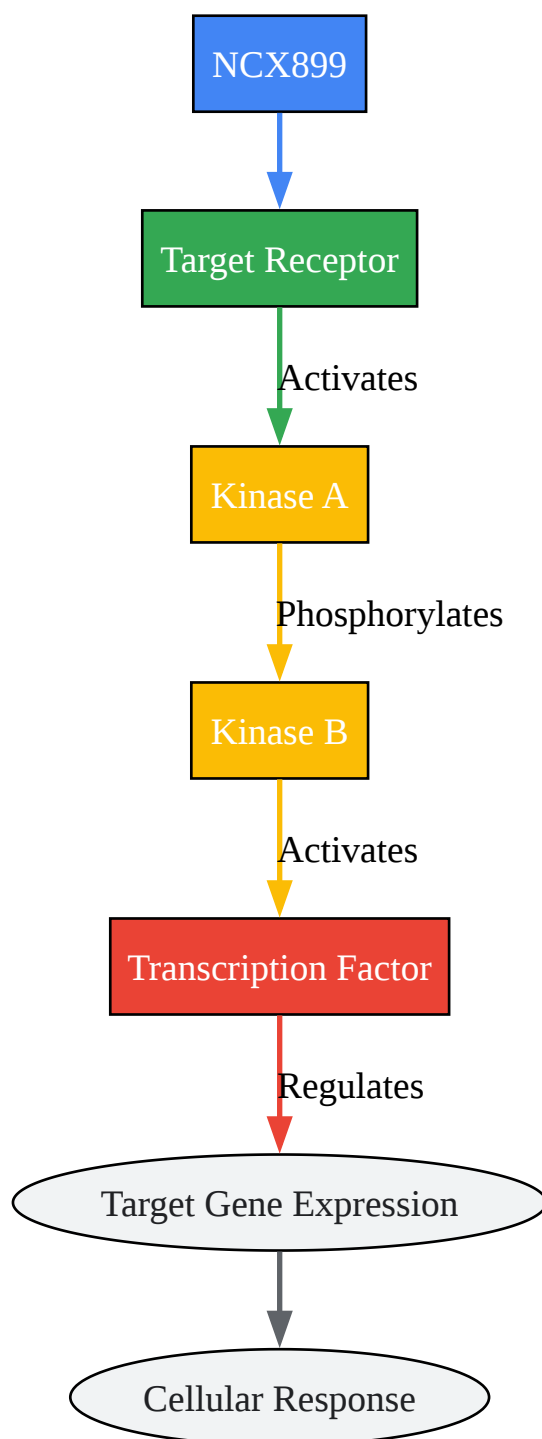 NCX899
Target Receptor
Activates
Kinase A
Phosphorylates
Kinase B
Activates
Transcription Factor
Regulates
Target Gene Expression
Cellular Response